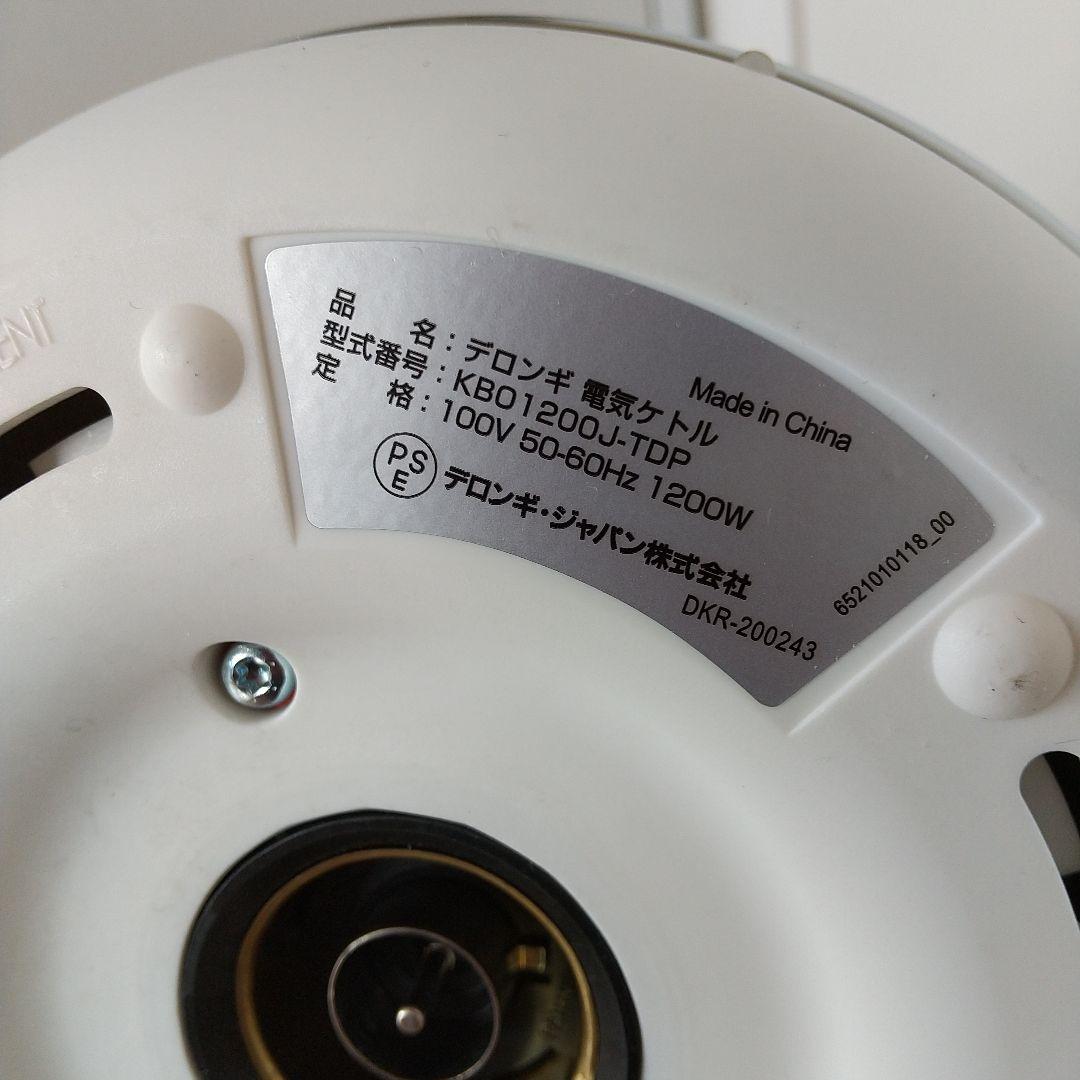 品　　名：デロンギ 電気ケトル
型式番号：KBO1200J-TDP
定　　格：100V 50-60Hz 1200W
Made in China
PSE
デロンギ・ジャパン株式会社
DKR-200243
6521010118_00